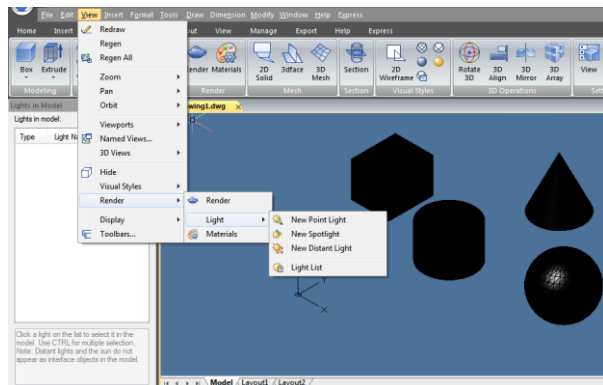 File Edit View Insert Format Tools Draw Dimension Modify Window Help Express
Home Insert out View Manage Export Help Express
Box Extrude ender Materials 2D Solid 3dface 3D Mesh Section 2D Wireframe Rotate 3D 3D Align 3D Mirror 3D Array View
Modeling Render Mesh Section Visual Styles 3D Operations Sett
Lights in Model wing1.dwg
Lights in model:
Type Light Na
Redraw
Regen
Regen All
Zoom
Pan
Orbit
Viewports
Named Views...
3D Views
Hide
Visual Styles
Render
Display
Toolbars...
Render
Light
Materials
New Point Light
New Spotlight
New Distant Light
Light List
Y
X
Click a light on the list to select it in the
model. Use CTRL for multiple selection.
Note: Distant lights and the sun do not
appear as interface objects in the model.
Model Layout1 Layout2